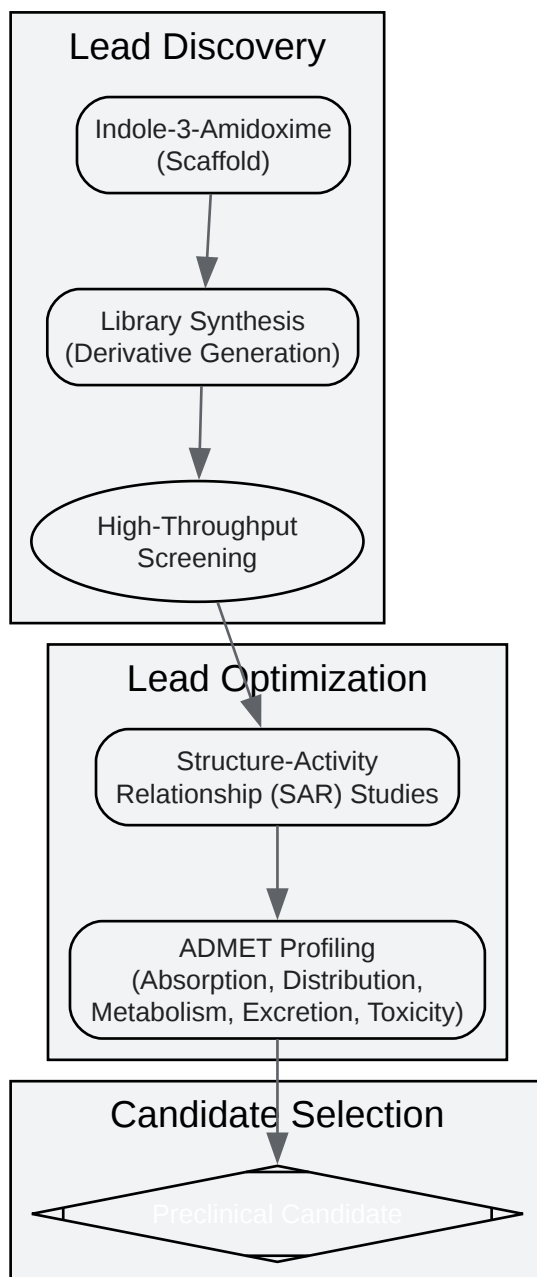 Lead Discovery
Indole-3-Amidoxime
(Scaffold)
Library Synthesis
(Derivative Generation)
High-Throughput
Screening
Lead Optimization
Structure-Activity
Relationship (SAR) Studies
ADMET Profiling
(Absorption, Distribution,
Metabolism, Excretion, Toxicity)
Candidate Selection
Preclinical Candidate